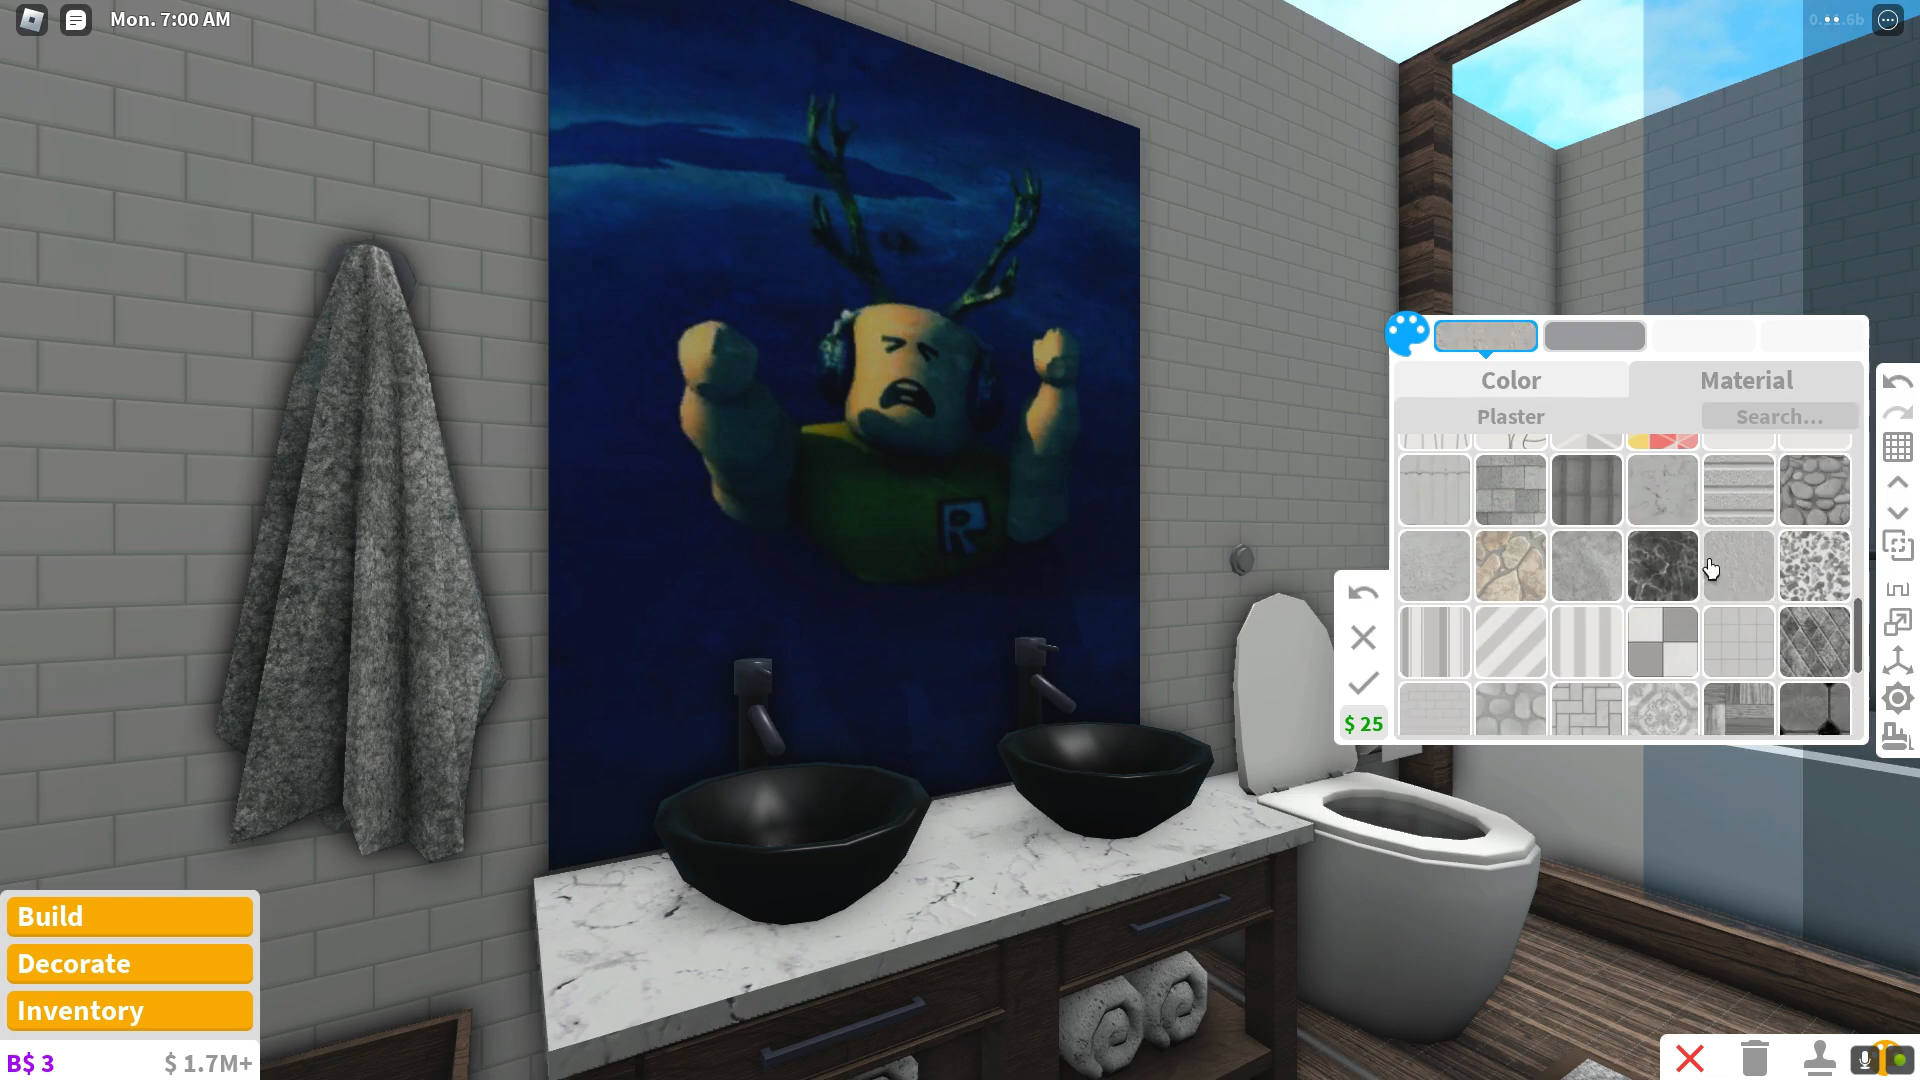 Mon. 7:00 AM
R
Color
Material
Plaster
Search...
$ 25
Build
Decorate
Inventory
B$ 3
$ 1.7M+